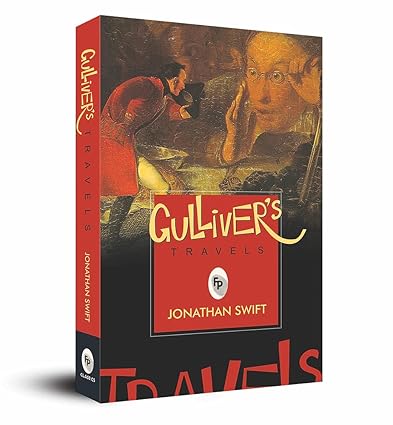 GULLIVER'S
TRAVELS
JONATHAN SWIFT
FP
GULLIVER'S
TRAVELS
FP
JONATHAN SWIFT
TRAVELS